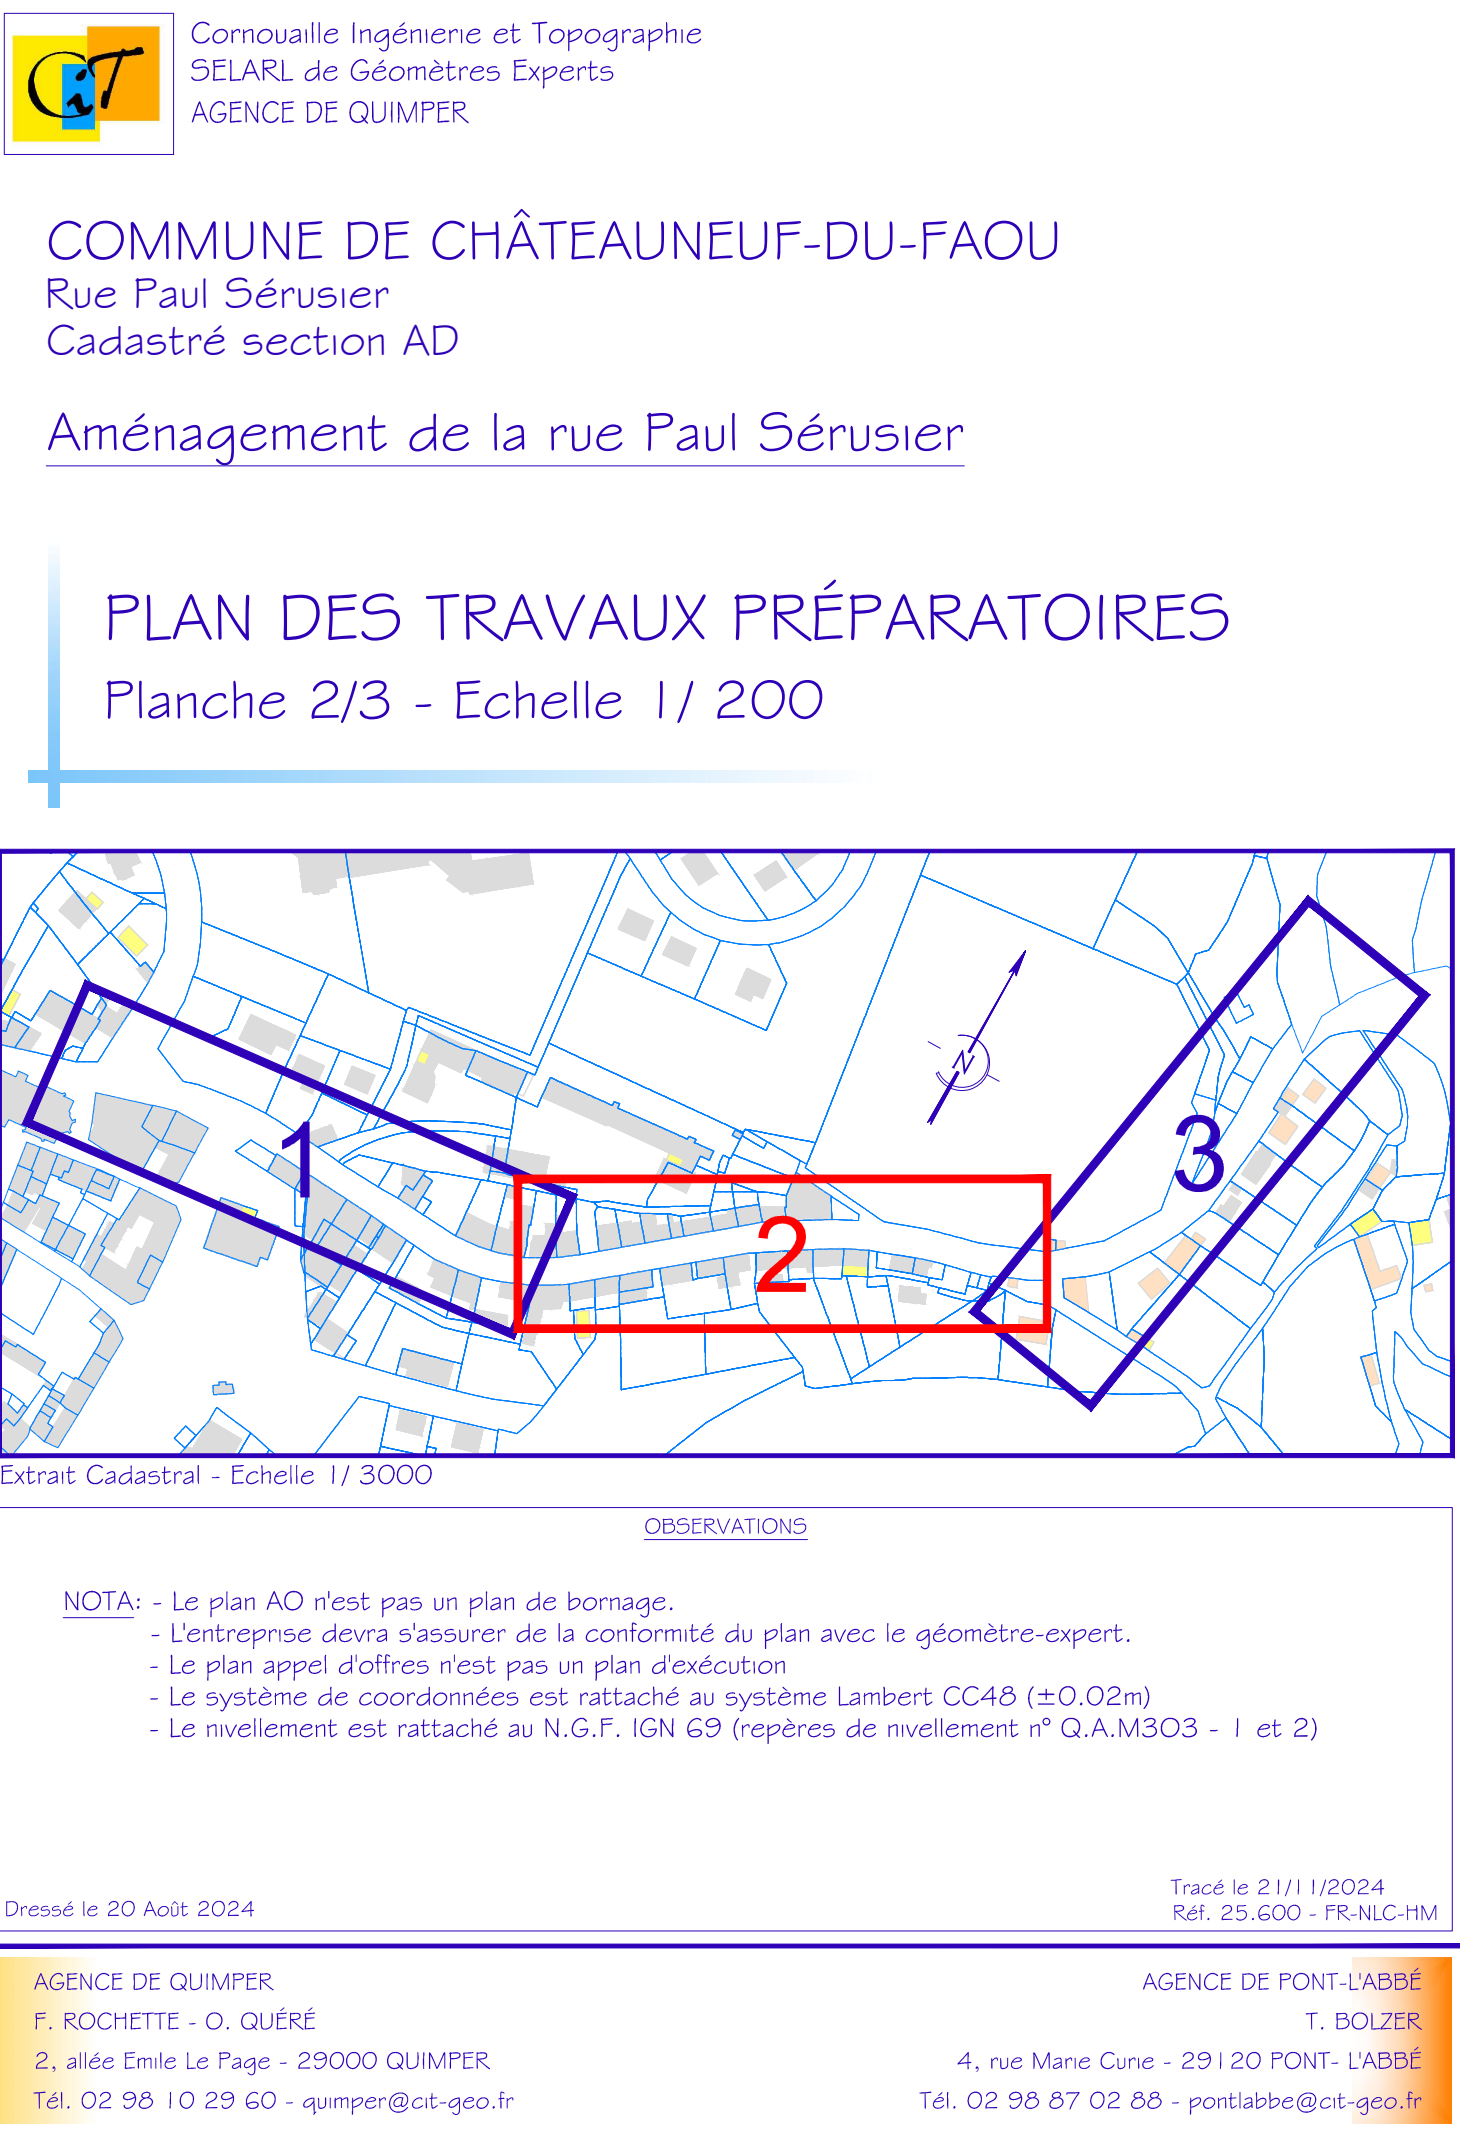 CiT
Cornouaille Ingénierie et Topographie
SELARL de Géomètres Experts
AGENCE DE QUIMPER
COMMUNE DE CHÂTEAUNEUF-DU-FAOU
Rue Paul Sérusier
Cadastré section AD
Aménagement de la rue Paul Sérusier
PLAN DES TRAVAUX PRÉPARATOIRES
Planche 2/3 - Echelle 1/ 200
N
1
2
3
Extrait Cadastral - Echelle 1/ 3000
OBSERVATIONS
NOTA: - Le plan AO n'est pas un plan de bornage.
- L'entreprise devra s'assurer de la conformité du plan avec le géomètre-expert.
- Le plan appel d'offres n'est pas un plan d'exécution
- Le système de coordonnées est rattaché au système Lambert CC48 (±0.02m)
- Le nivellement est rattaché au N.G.F. IGN 69 (repères de nivellement n° Q.A.M303 - 1 et 2)
Dressé le 20 Août 2024
Tracé le 21/11/2024
Réf. 25.600 - FR-NLC-HM
AGENCE DE QUIMPER
F. ROCHETTE - O. QUÉRÉ
2, allée Emile Le Page - 29000 QUIMPER
Tél. 02 98 10 29 60 - quimper@cit-geo.fr
AGENCE DE PONT-L'ABBÉ
T. BOLZER
4, rue Marie Curie - 29120 PONT- L'ABBÉ
Tél. 02 98 87 02 88 - pontlabbe@cit-geo.fr